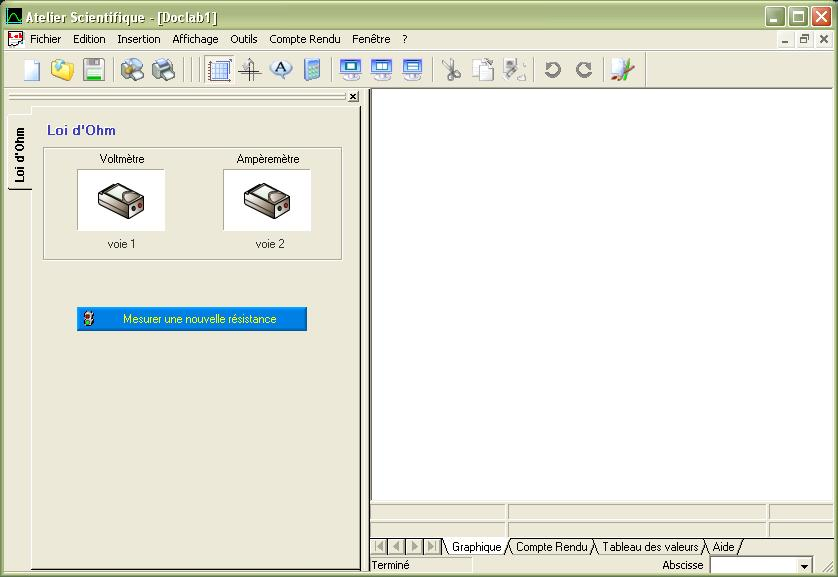 Atelier Scientifique - [Doclab1]
Fichier Edition Insertion Affichage Outils Compte Rendu Fenêtre ?
Loi d'Ohm
Loi d'Ohm
Voltmètre Ampèremètre
voie 1 voie 2
Mesurer une nouvelle résistance
Graphique Compte Rendu Tableau des valeurs Aide
Terminé Abscisse